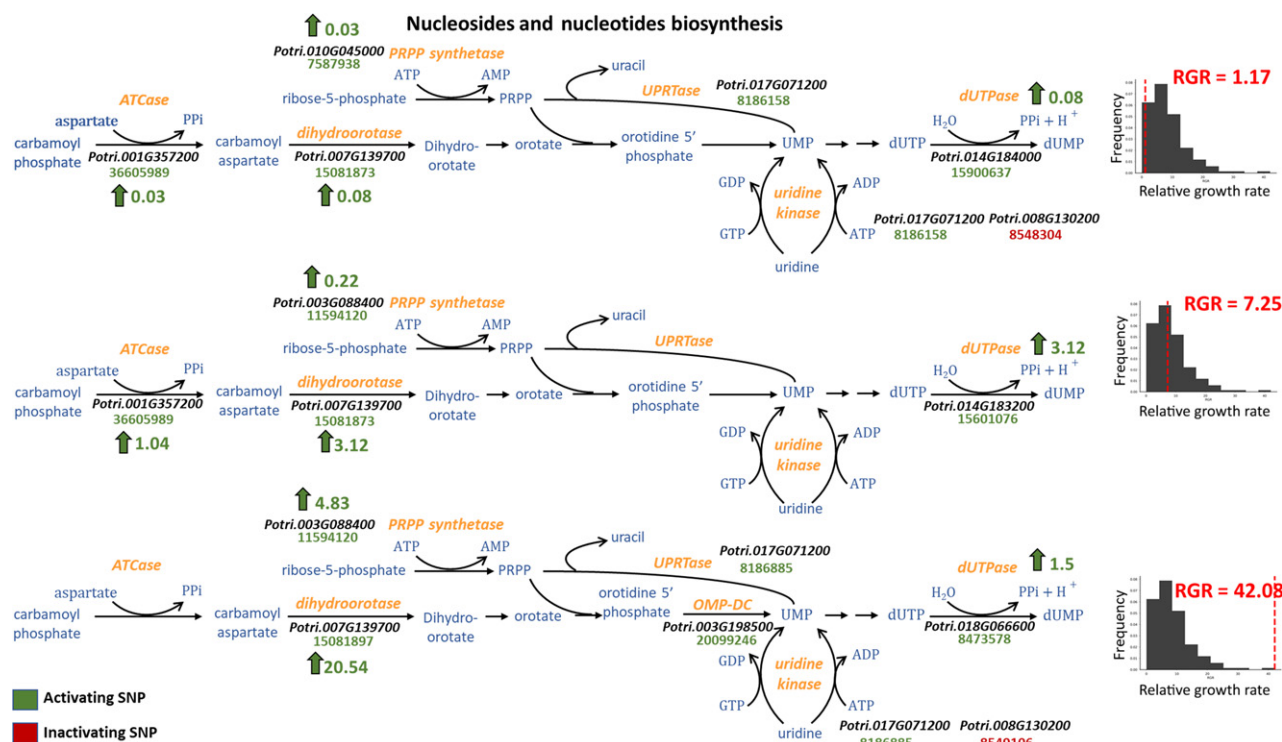 Nucleosides and nucleotides biosynthesis
0.03
Potri.010G045000
7587938
PRPP synthetase
ATP
AMP
ribose-5-phosphate
PRPP
uracil
UPRTase
Potri.017G071200
8186158
ATCase
aspartate
PPi
carbamoyl phosphate
Potri.001G357200
36605989
0.03
carbamoyl aspartate
dihydroorotase
Potri.007G139700
15081873
0.08
Dihydro-orotate
orotate
orotidine 5′ phosphate
UMP
dUTP
dUTPase
0.08
H₂O
PPi + H +
Potri.014G184000
15900637
dUMP
GDP
GTP
uridine kinase
ADP
ATP
uridine
Potri.017G071200
8186158
Potri.008G130200
8548304
RGR = 1.17
Frequency
Relative growth rate
0.22
Potri.003G088400
11594120
PRPP synthetase
ATP
AMP
ribose-5-phosphate
PRPP
uracil
UPRTase
ATCase
aspartate
PPi
carbamoyl phosphate
Potri.001G357200
36605989
1.04
carbamoyl aspartate
dihydroorotase
Potri.007G139700
15081873
3.12
Dihydro-orotate
orotate
orotidine 5′ phosphate
UMP
dUTP
dUTPase
3.12
H₂O
PPi + H +
Potri.014G183200
15601076
dUMP
GDP
GTP
uridine kinase
ADP
ATP
uridine
RGR = 7.25
Frequency
Relative growth rate
4.83
Potri.003G088400
11594120
PRPP synthetase
ATP
AMP
ribose-5-phosphate
PRPP
uracil
UPRTase
Potri.017G071200
8186885
ATCase
aspartate
PPi
carbamoyl phosphate
carbamoyl aspartate
dihydroorotase
Potri.007G139700
15081897
20.54
Dihydro-orotate
orotate
orotidine 5′ phosphate
OMP-DC
Potri.003G198500
20099246
UMP
dUTP
dUTPase
1.5
H₂O
PPi + H +
Potri.018G066600
8473578
dUMP
GDP
GTP
uridine kinase
ADP
ATP
uridine
Potri.017G071200
Potri.008G130200
RGR = 42.08
Frequency
Relative growth rate
Activating SNP
Inactivating SNP